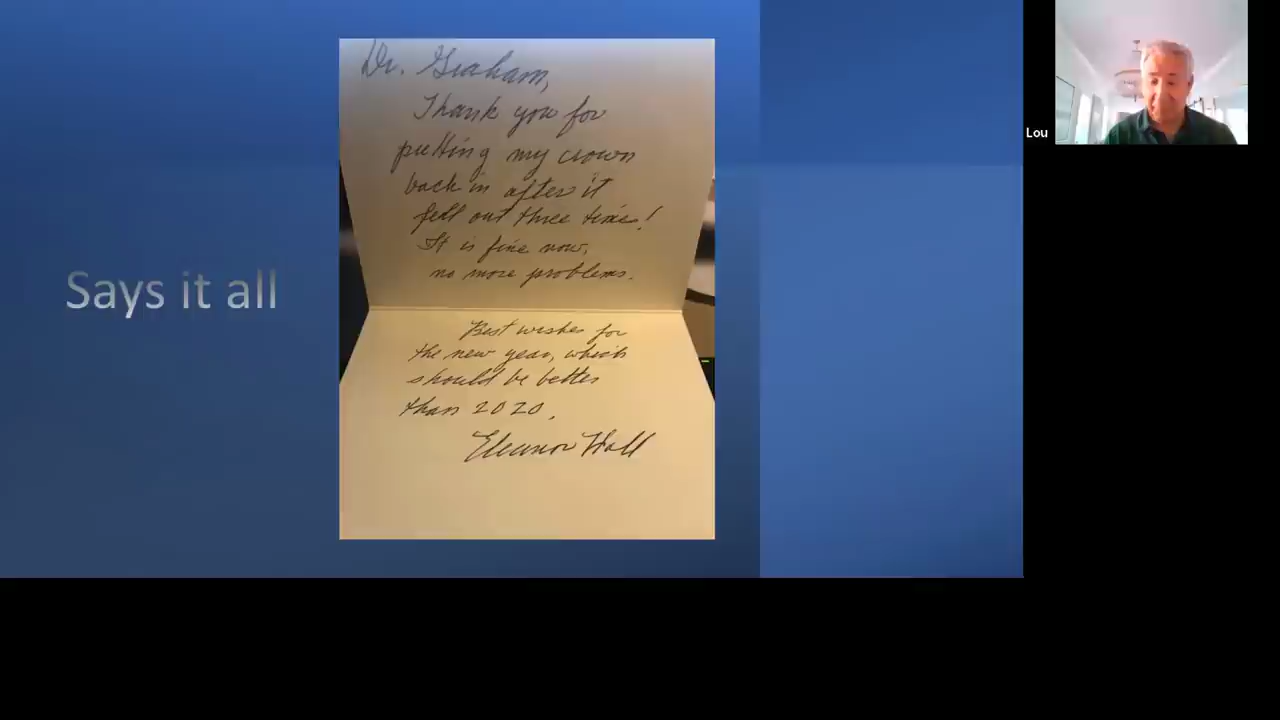 Says it all
Dr. Graham,
Thank you for
putting my crown
back in after it
fell out three times!
It is fine now,
no more problems.
Best wishes for
the new year, which
should be better
than 2020.
Eleanor Hall
Lou